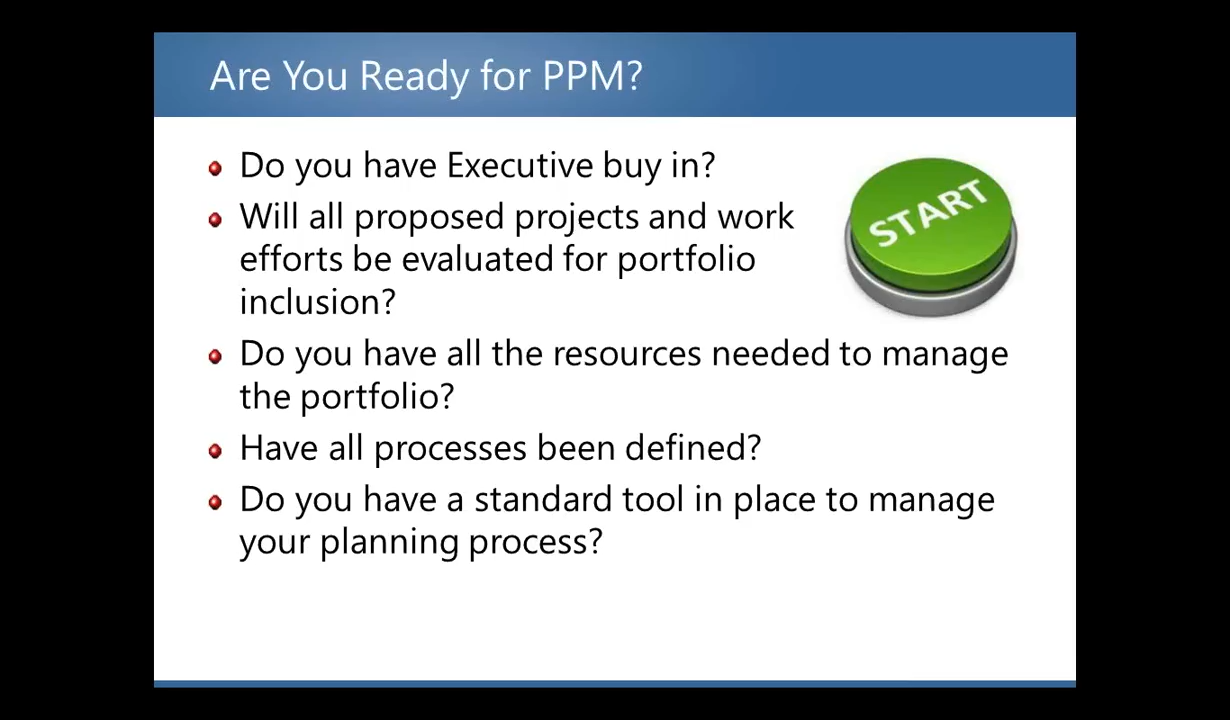 Are You Ready for PPM?
Do you have Executive buy in?
Will all proposed projects and work
efforts be evaluated for portfolio
inclusion?
START
Do you have all the resources needed to manage
the portfolio?
Have all processes been defined?
Do you have a standard tool in place to manage
your planning process?